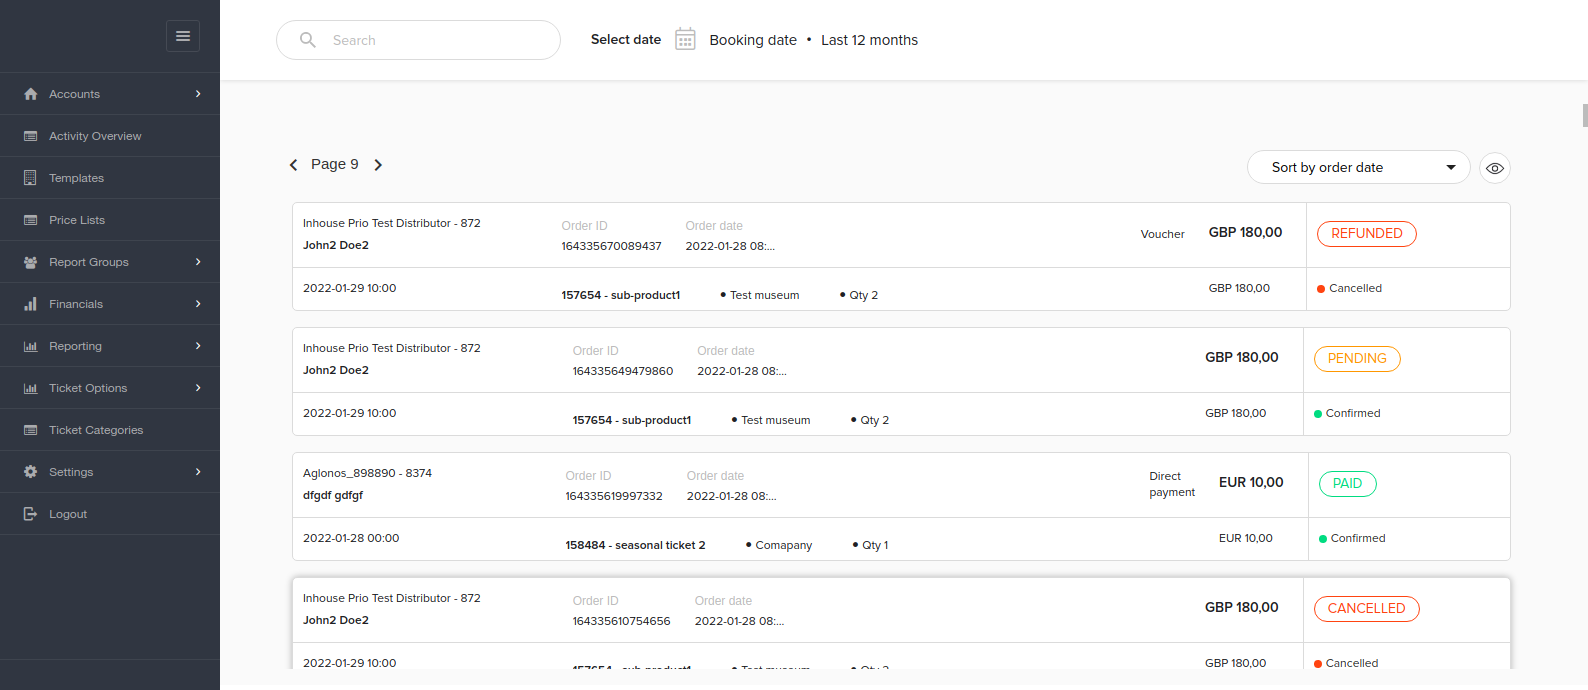 Search
Select date Booking date • Last 12 months
Accounts
Activity Overview
Templates
Price Lists
Report Groups
Financials
Reporting
Ticket Options
Ticket Categories
Settings
Logout
Page 9
Sort by order date
Inhouse Prio Test Distributor - 872 Order ID Order date
John2 Doe2 164335670089437 2022-01-28 08:...
Voucher GBP 180,00 REFUNDED
2022-01-29 10:00 157654 - sub-product1 • Test museum • Qty 2 GBP 180,00 Cancelled
Inhouse Prio Test Distributor - 872 Order ID Order date
John2 Doe2 164335649479860 2022-01-28 08:...
GBP 180,00 PENDING
2022-01-29 10:00 157654 - sub-product1 • Test museum • Qty 2 GBP 180,00 Confirmed
Aglonos_898890 - 8374 Order ID Order date
dfgdf gdfgf 164335619997332 2022-01-28 08:...
Direct
payment
EUR 10,00 PAID
2022-01-28 00:00 158484 - seasonal ticket 2 • Comapany • Qty 1 EUR 10,00 Confirmed
Inhouse Prio Test Distributor - 872 Order ID Order date
John2 Doe2 164335610754656 2022-01-28 08:...
GBP 180,00 CANCELLED
2022-01-29 10:00 157654 - sub-product1 • Test museum • Qty 2 GBP 180,00 Cancelled